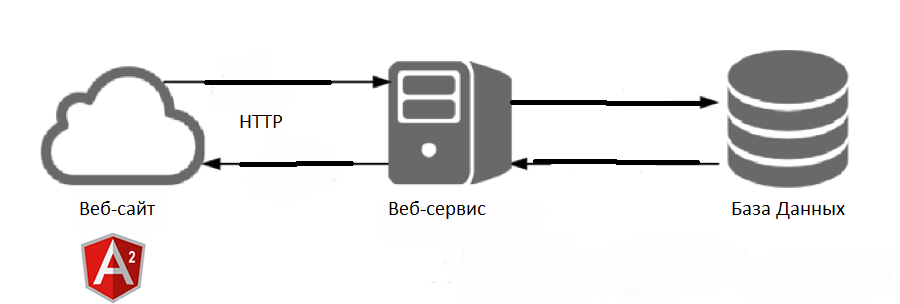 HTTP
Веб-сайт
Веб-сервис
База Данных
A 2